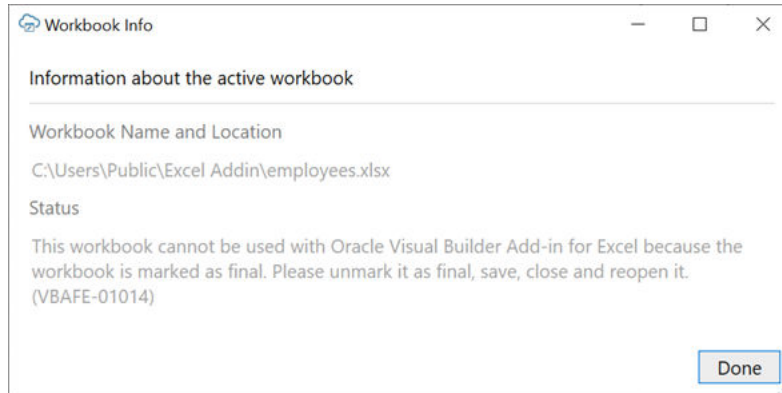 Workbook Info
Information about the active workbook
Workbook Name and Location
C:\Users\Public\Excel Addin\employees.xlsx
Status
This workbook cannot be used with Oracle Visual Builder Add-in for Excel because the
workbook is marked as final. Please unmark it as final, save, close and reopen it.
(VBAFE-01014)
Done